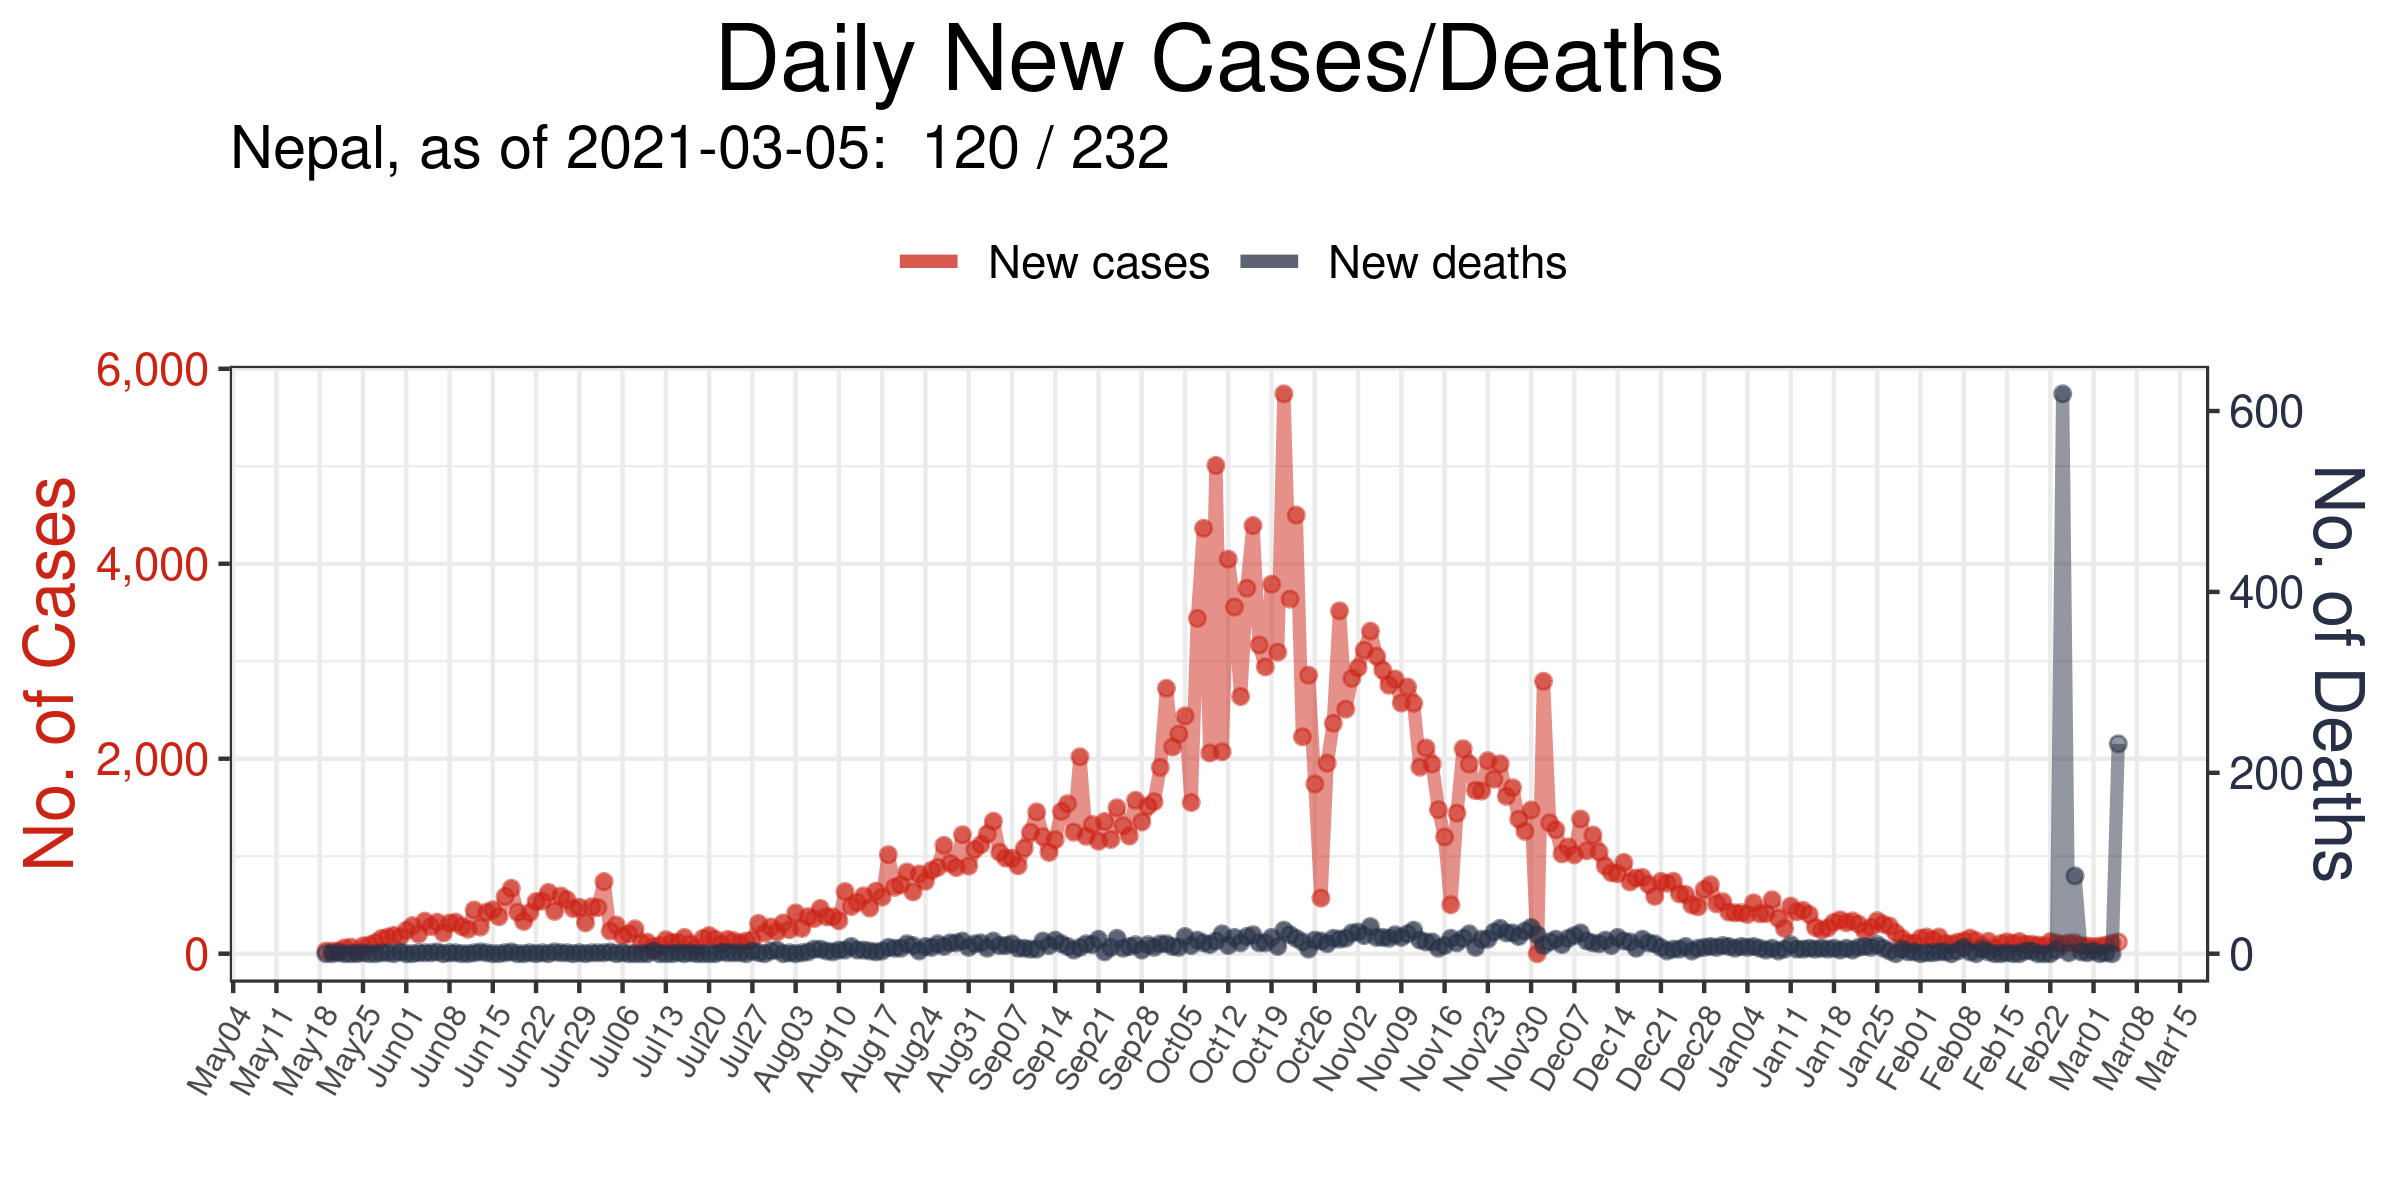 Daily New Cases/Deaths
Nepal, as of 2021-03-05:  120 / 232
New cases
New deaths
No. of Cases
6,000
4,000
2,000
0
600
400
200
0
No. of Deaths
May04
May11
May18
May25
Jun01
Jun08
Jun15
Jun22
Jun29
Jul06
Jul13
Jul20
Jul27
Aug03
Aug10
Aug17
Aug24
Aug31
Sep07
Sep14
Sep21
Sep28
Oct05
Oct12
Oct19
Oct26
Nov02
Nov09
Nov16
Nov23
Nov30
Dec07
Dec14
Dec21
Dec28
Jan04
Jan11
Jan18
Jan25
Feb01
Feb08
Feb15
Feb22
Mar01
Mar08
Mar15